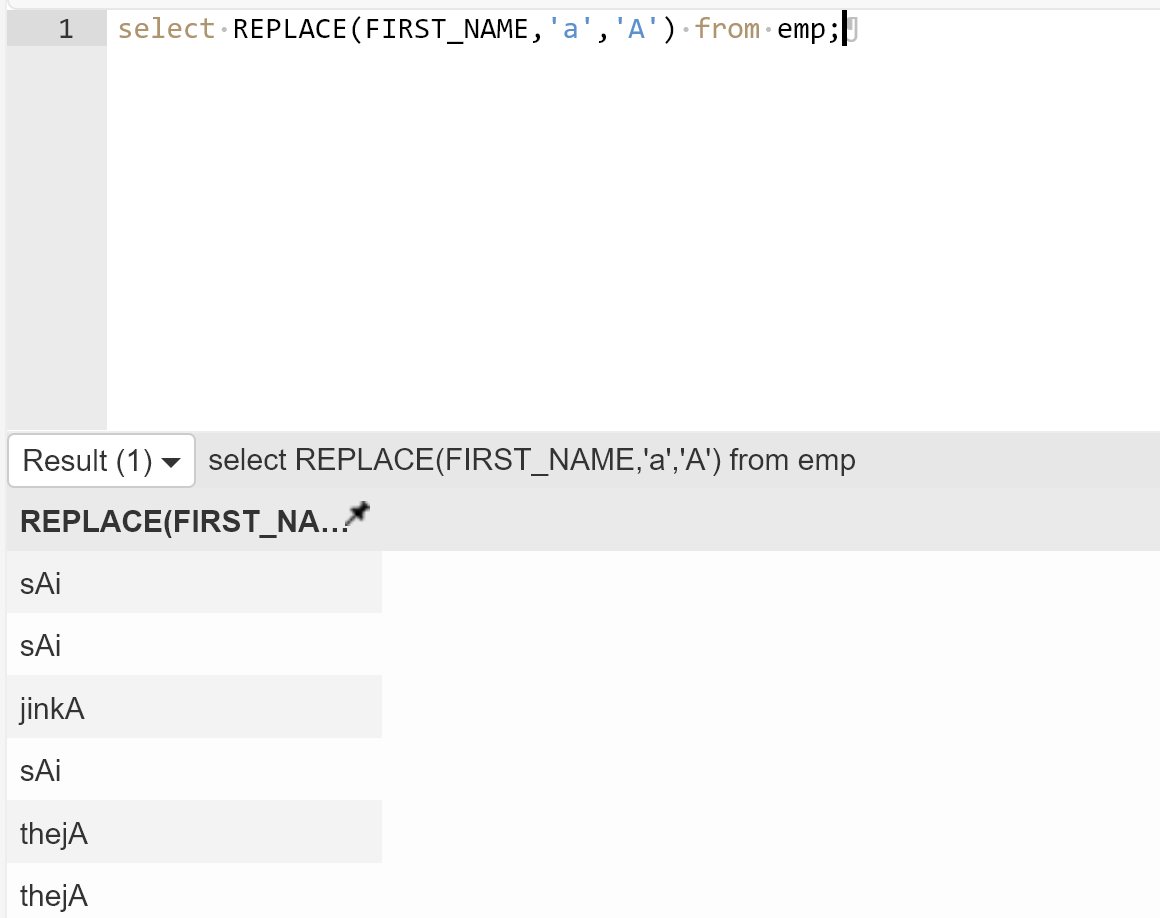 1 select REPLACE(FIRST_NAME,'a','A') from emp;
Result (1) select REPLACE(FIRST_NAME,'a','A') from emp
REPLACE(FIRST_NA...
sAi
sAi
jinkA
sAi
thejA
thejA